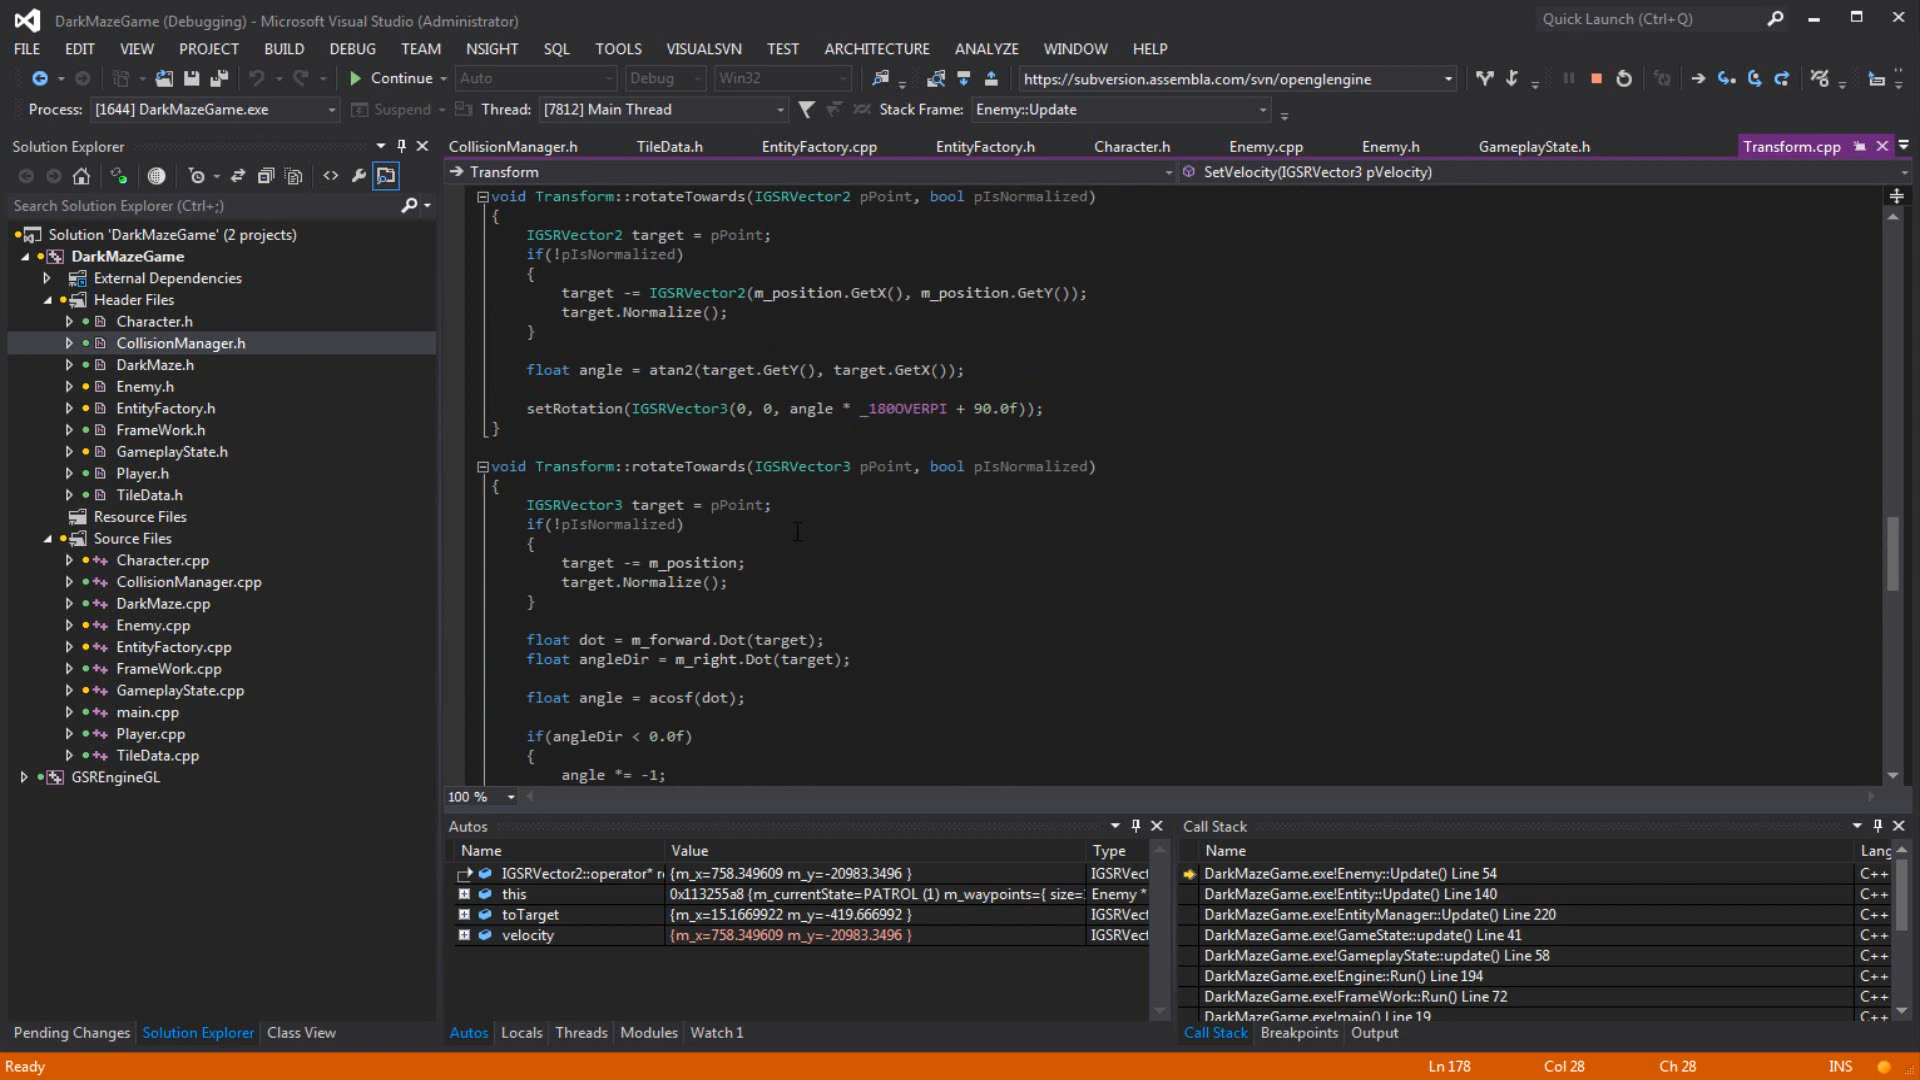 DarkMazeGame (Debugging) - Microsoft Visual Studio (Administrator)
Quick Launch (Ctrl+Q)
FILE EDIT VIEW PROJECT BUILD DEBUG TEAM NSIGHT SQL TOOLS VISUALSVN TEST ARCHITECTURE ANALYZE WINDOW HELP
Continue Auto Debug Win32 https://subversion.assembla.com/svn/openglengine
Process: [1644] DarkMazeGame.exe Suspend Thread: [7812] Main Thread Stack Frame: Enemy::Update
Solution Explorer
Search Solution Explorer (Ctrl+;)
Solution 'DarkMazeGame' (2 projects)
DarkMazeGame
External Dependencies
Header Files
Character.h
CollisionManager.h
DarkMaze.h
Enemy.h
EntityFactory.h
FrameWork.h
GameplayState.h
Player.h
TileData.h
Resource Files
Source Files
Character.cpp
CollisionManager.cpp
DarkMaze.cpp
Enemy.cpp
EntityFactory.cpp
FrameWork.cpp
GameplayState.cpp
main.cpp
Player.cpp
TileData.cpp
GSREngineGL
Pending Changes Solution Explorer Class View
CollisionManager.h TileData.h EntityFactory.cpp EntityFactory.h Character.h Enemy.cpp Enemy.h GameplayState.h Transform.cpp
Transform SetVelocity(IGSRVector3 pVelocity)
void Transform::rotateTowards(IGSRVector2 pPoint, bool pIsNormalized)
{
IGSRVector2 target = pPoint;
if(!pIsNormalized)
{
target -= IGSRVector2(m_position.GetX(), m_position.GetY());
target.Normalize();
}
float angle = atan2(target.GetY(), target.GetX());
setRotation(IGSRVector3(0, 0, angle * _180OVERPI + 90.0f));
}
void Transform::rotateTowards(IGSRVector3 pPoint, bool pIsNormalized)
{
IGSRVector3 target = pPoint;
if(!pIsNormalized)
{
target -= m_position;
target.Normalize();
}
float dot = m_forward.Dot(target);
float angleDir = m_right.Dot(target);
float angle = acosf(dot);
if(angleDir < 0.0f)
{
angle *= -1;
100 %
Autos
Name Value Type
IGSRVector2::operator* re {m_x=758.349609 m_y=-20983.3496 } IGSRVect
this 0x113255a8 {m_currentState=PATROL (1) m_waypoints={ size= Enemy *
toTarget {m_x=15.1669922 m_y=-419.666992 } IGSRVect
velocity {m_x=758.349609 m_y=-20983.3496 } IGSRVect
Autos Locals Threads Modules Watch 1
Call Stack
Name Lang
DarkMazeGame.exe!Enemy::Update() Line 54 C++
DarkMazeGame.exe!Entity::Update() Line 140 C++
DarkMazeGame.exe!EntityManager::Update() Line 220 C++
DarkMazeGame.exe!GameState::update() Line 41 C++
DarkMazeGame.exe!GameplayState::update() Line 58 C++
DarkMazeGame.exe!Engine::Run() Line 194 C++
DarkMazeGame.exe!FrameWork::Run() Line 72 C++
DarkMazeGame.exe!main() Line 19 C++
Call Stack Breakpoints Output
Ready Ln 178 Col 28 Ch 28 INS